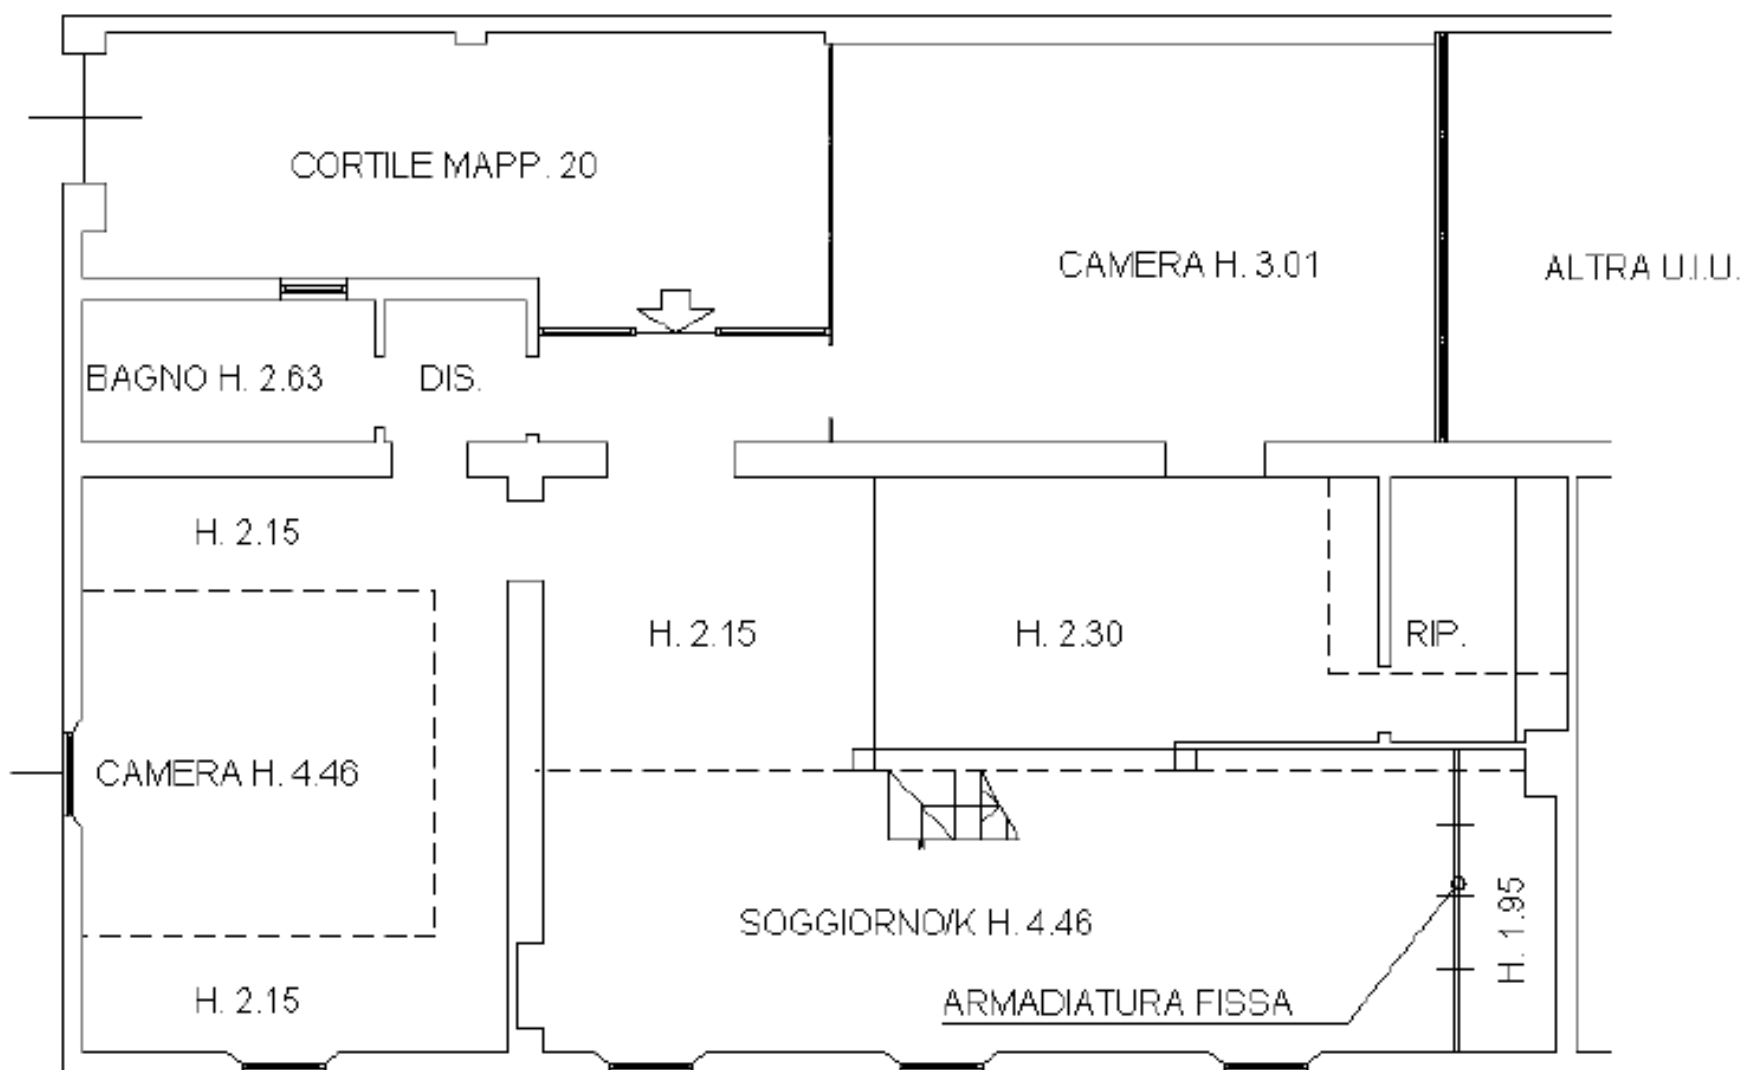 CORTILE MAPP. 20
CAMERA H. 3.01
ALTRA U.I.U.
BAGNO H. 2.63
DIS.
H. 2.15
H. 2.15
H. 2.30
RIP.
CAMERA H. 4.46
SOGGIORNO/K H. 4.46
H. 1.95
H. 2.15
ARMADIATURA FISSA